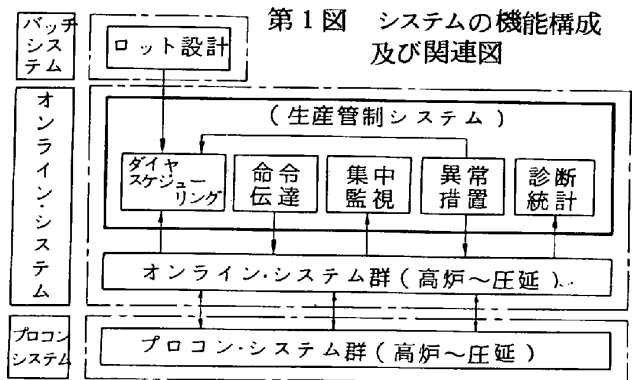 第1図 システムの機能構成
及び関連図
バッチ
システム
ロット設計
オンライン・システム
(生産管制システム)
ダイヤ
スケジュー
リング
命令
伝達
集中
監視
異常
措置
診断
統計
オンライン・システム群(高炉〜圧延)
プロコン
システム
プロコン・システム群(高炉〜圧延)